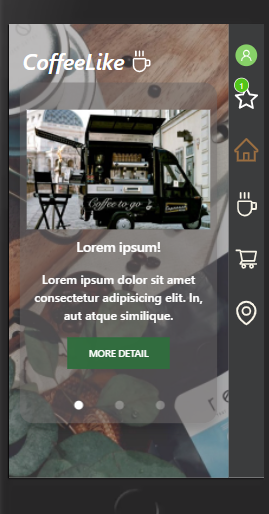 CoffeeLike
1
Coffee to go
Lorem ipsum!
Lorem ipsum dolor sit amet
consectetur adipisicing elit. In,
aut atque similique.
MORE DETAIL